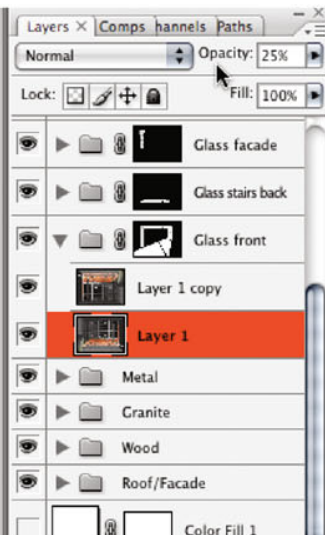 Layers × Comps hannels Paths
Normal Opacity: 25%
Lock: Fill: 100%
Glass facade
Glass stairs back
Glass front
Layer 1 copy
Layer 1
Metal
Granite
Wood
Roof/Facade
Color Fill 1